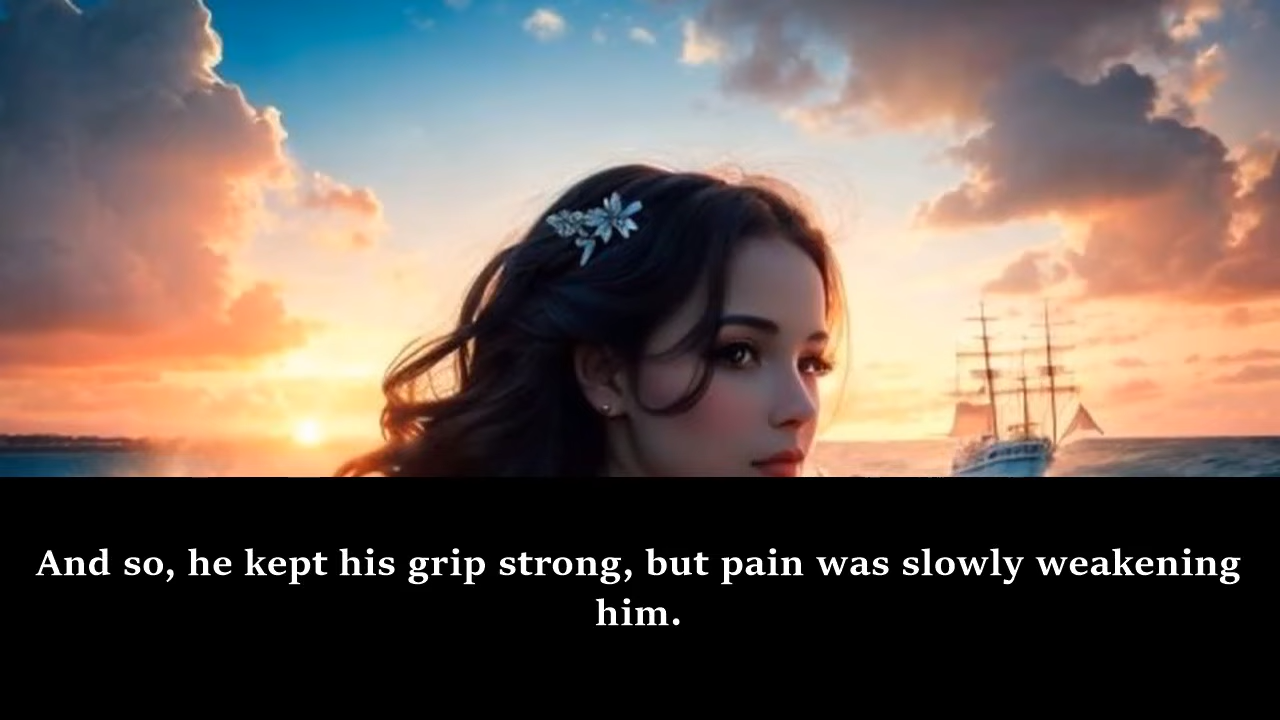 And so, he kept his grip strong, but pain was slowly weakening
him.